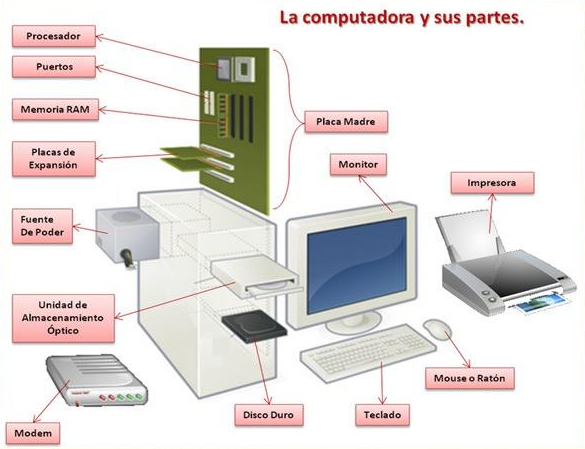 La computadora y sus partes.
Procesador
Puertos
Memoria RAM
Placa Madre
Placas de
Expansión
Monitor
Impresora
Fuente
De Poder
Unidad de
Almacenamiento
Óptico
Mouse o Ratón
Disco Duro
Teclado
Modem